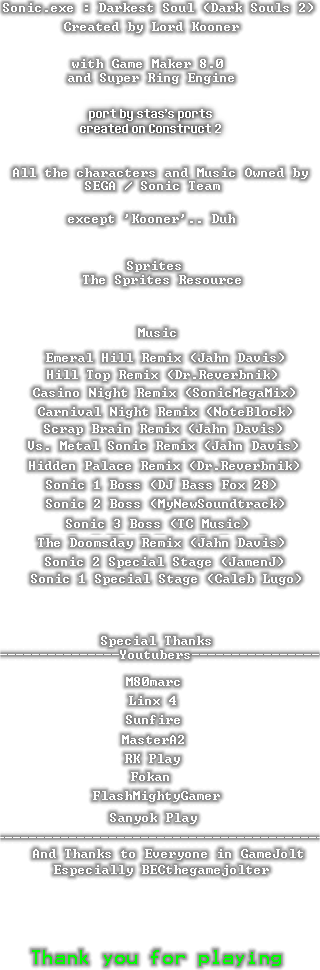 Sonic.exe : Darkest Soul (Dark Souls 2)
Created by Lord Kooner
with Game Maker 8.0
and Super Ring Engine
port by stas's ports
created on Construct 2
All the characters and Music Owned by
SEGA / Sonic Team
except 'Kooner'.. Duh
Sprites
The Sprites Resource
Music
Emeral Hill Remix (Jahn Davis)
Hill Top Remix (Dr.Reverbnik)
Casino Night Remix (SonicMegaMix)
Carnival Night Remix (NoteBlock)
Scrap Brain Remix (Jahn Davis)
Vs. Metal Sonic Remix (Jahn Davis)
Hidden Palace Remix (Dr.Reverbnik)
Sonic 1 Boss (DJ Bass Fox 28)
Sonic 2 Boss (MyNewSoundtrack)
Sonic 3 Boss (TC Music)
The Doomsday Remix (Jahn Davis)
Sonic 2 Special Stage (JamenJ)
Sonic 1 Special Stage (Caleb Lugo)
Special Thanks
---------------Youtubers----------------
M80marc
Linx 4
Sunfire
MasterA2
RK Play
Fokan
FlashMightyGamer
Sanyok Play
----------------------------------------
And Thanks to Everyone in GameJolt
Especially BECthegamejolter
Thank you for playing